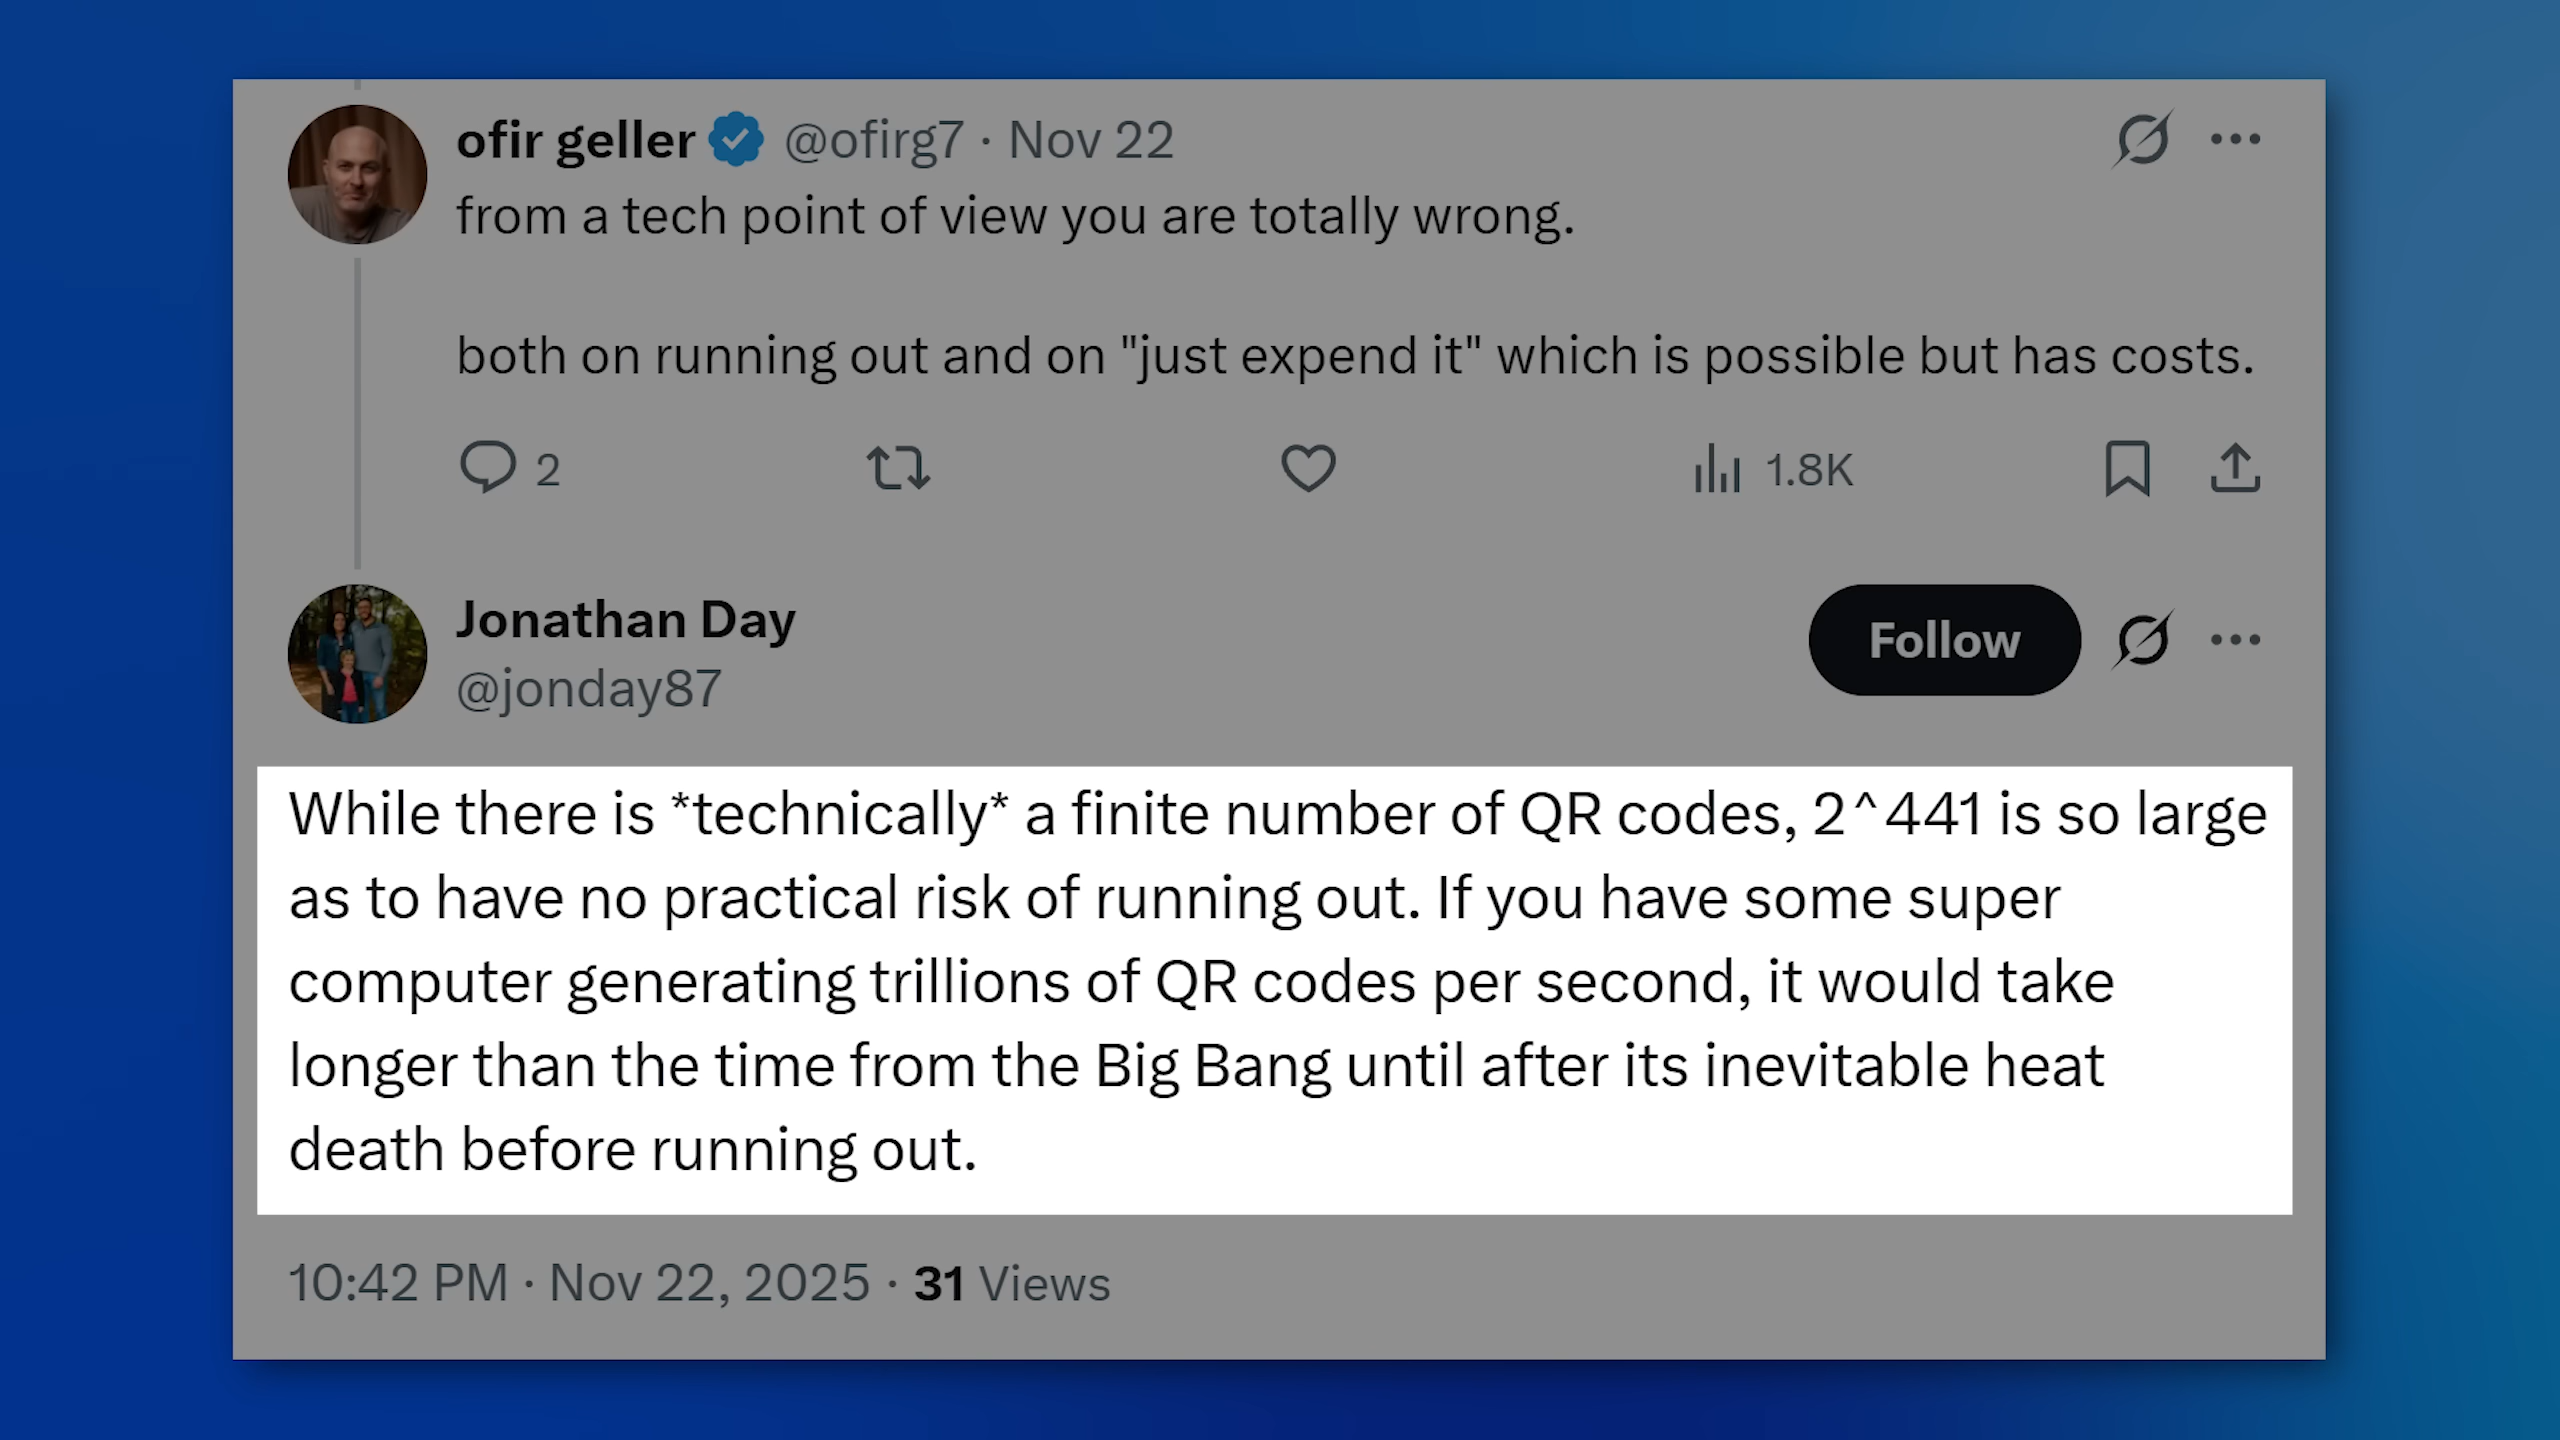 ofir geller @ofirg7 · Nov 22
from a tech point of view you are totally wrong.
both on running out and on "just expend it" which is possible but has costs.
2 1.8K
Jonathan Day
@jonday87
Follow
While there is *technically* a finite number of QR codes, 2^441 is so large
as to have no practical risk of running out. If you have some super
computer generating trillions of QR codes per second, it would take
longer than the time from the Big Bang until after its inevitable heat
death before running out.
10:42 PM · Nov 22, 2025 · 31 Views